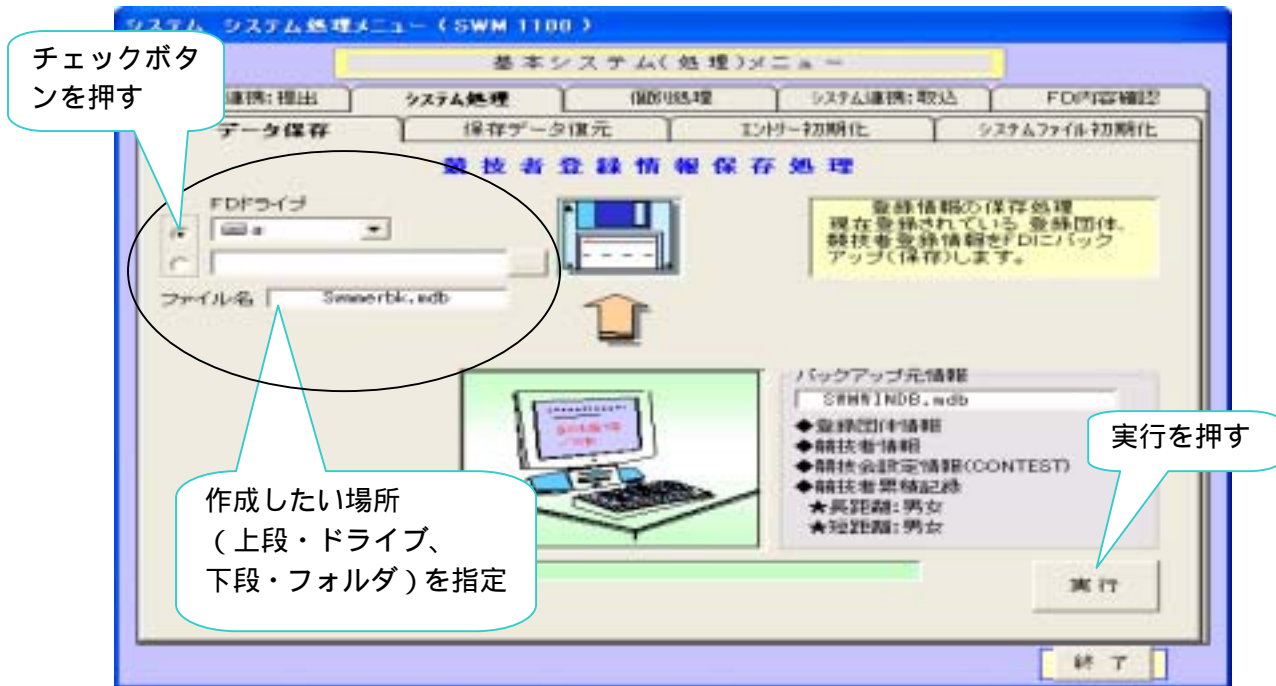 システム システム処理メニュー (SWM 1100)
チェックボタ
ンを押す
基本システム(処理)メニュー
連携:提出
システム処理
個別処理
システム連携:取込
FD内容確認
データ保存
保存データ復元
エントリー初期化
システムファイル初期化
競技者登録情報保存処理
FDドライブ
a
ファイル名
Swmmerbk.mdb
登録情報の保存処理
現在登録されている 登録団体、
競技者登録情報をFDにバック
アップ(保存)します。
バックアップ元情報
SWMWINDB.mdb
◆登録団体情報
◆競技者情報
◆競技会設定情報(CONTEST)
◆競技者累積記録
★長距離:男女
★短距離:男女
実行を押す
作成したい場所
(上段・ドライブ、
下段・フォルダ)を指定
実行
終了